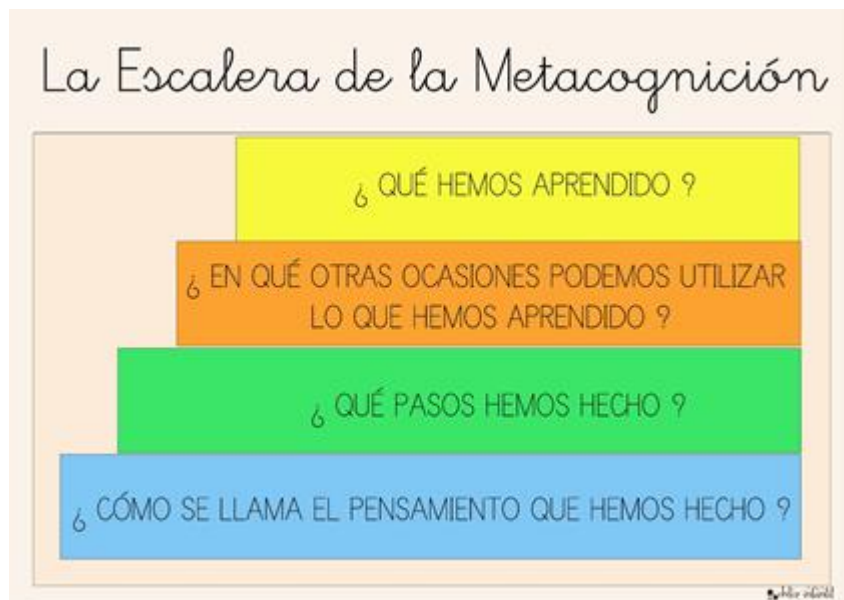 La Escalera de la Metacognición
¿ QUÉ HEMOS APRENDIDO ?
¿ EN QUÉ OTRAS OCASIONES PODEMOS UTILIZAR
LO QUE HEMOS APRENDIDO ?
¿ QUÉ PASOS HEMOS HECHO ?
¿ CÓMO SE LLAMA EL PENSAMIENTO QUE HEMOS HECHO ?